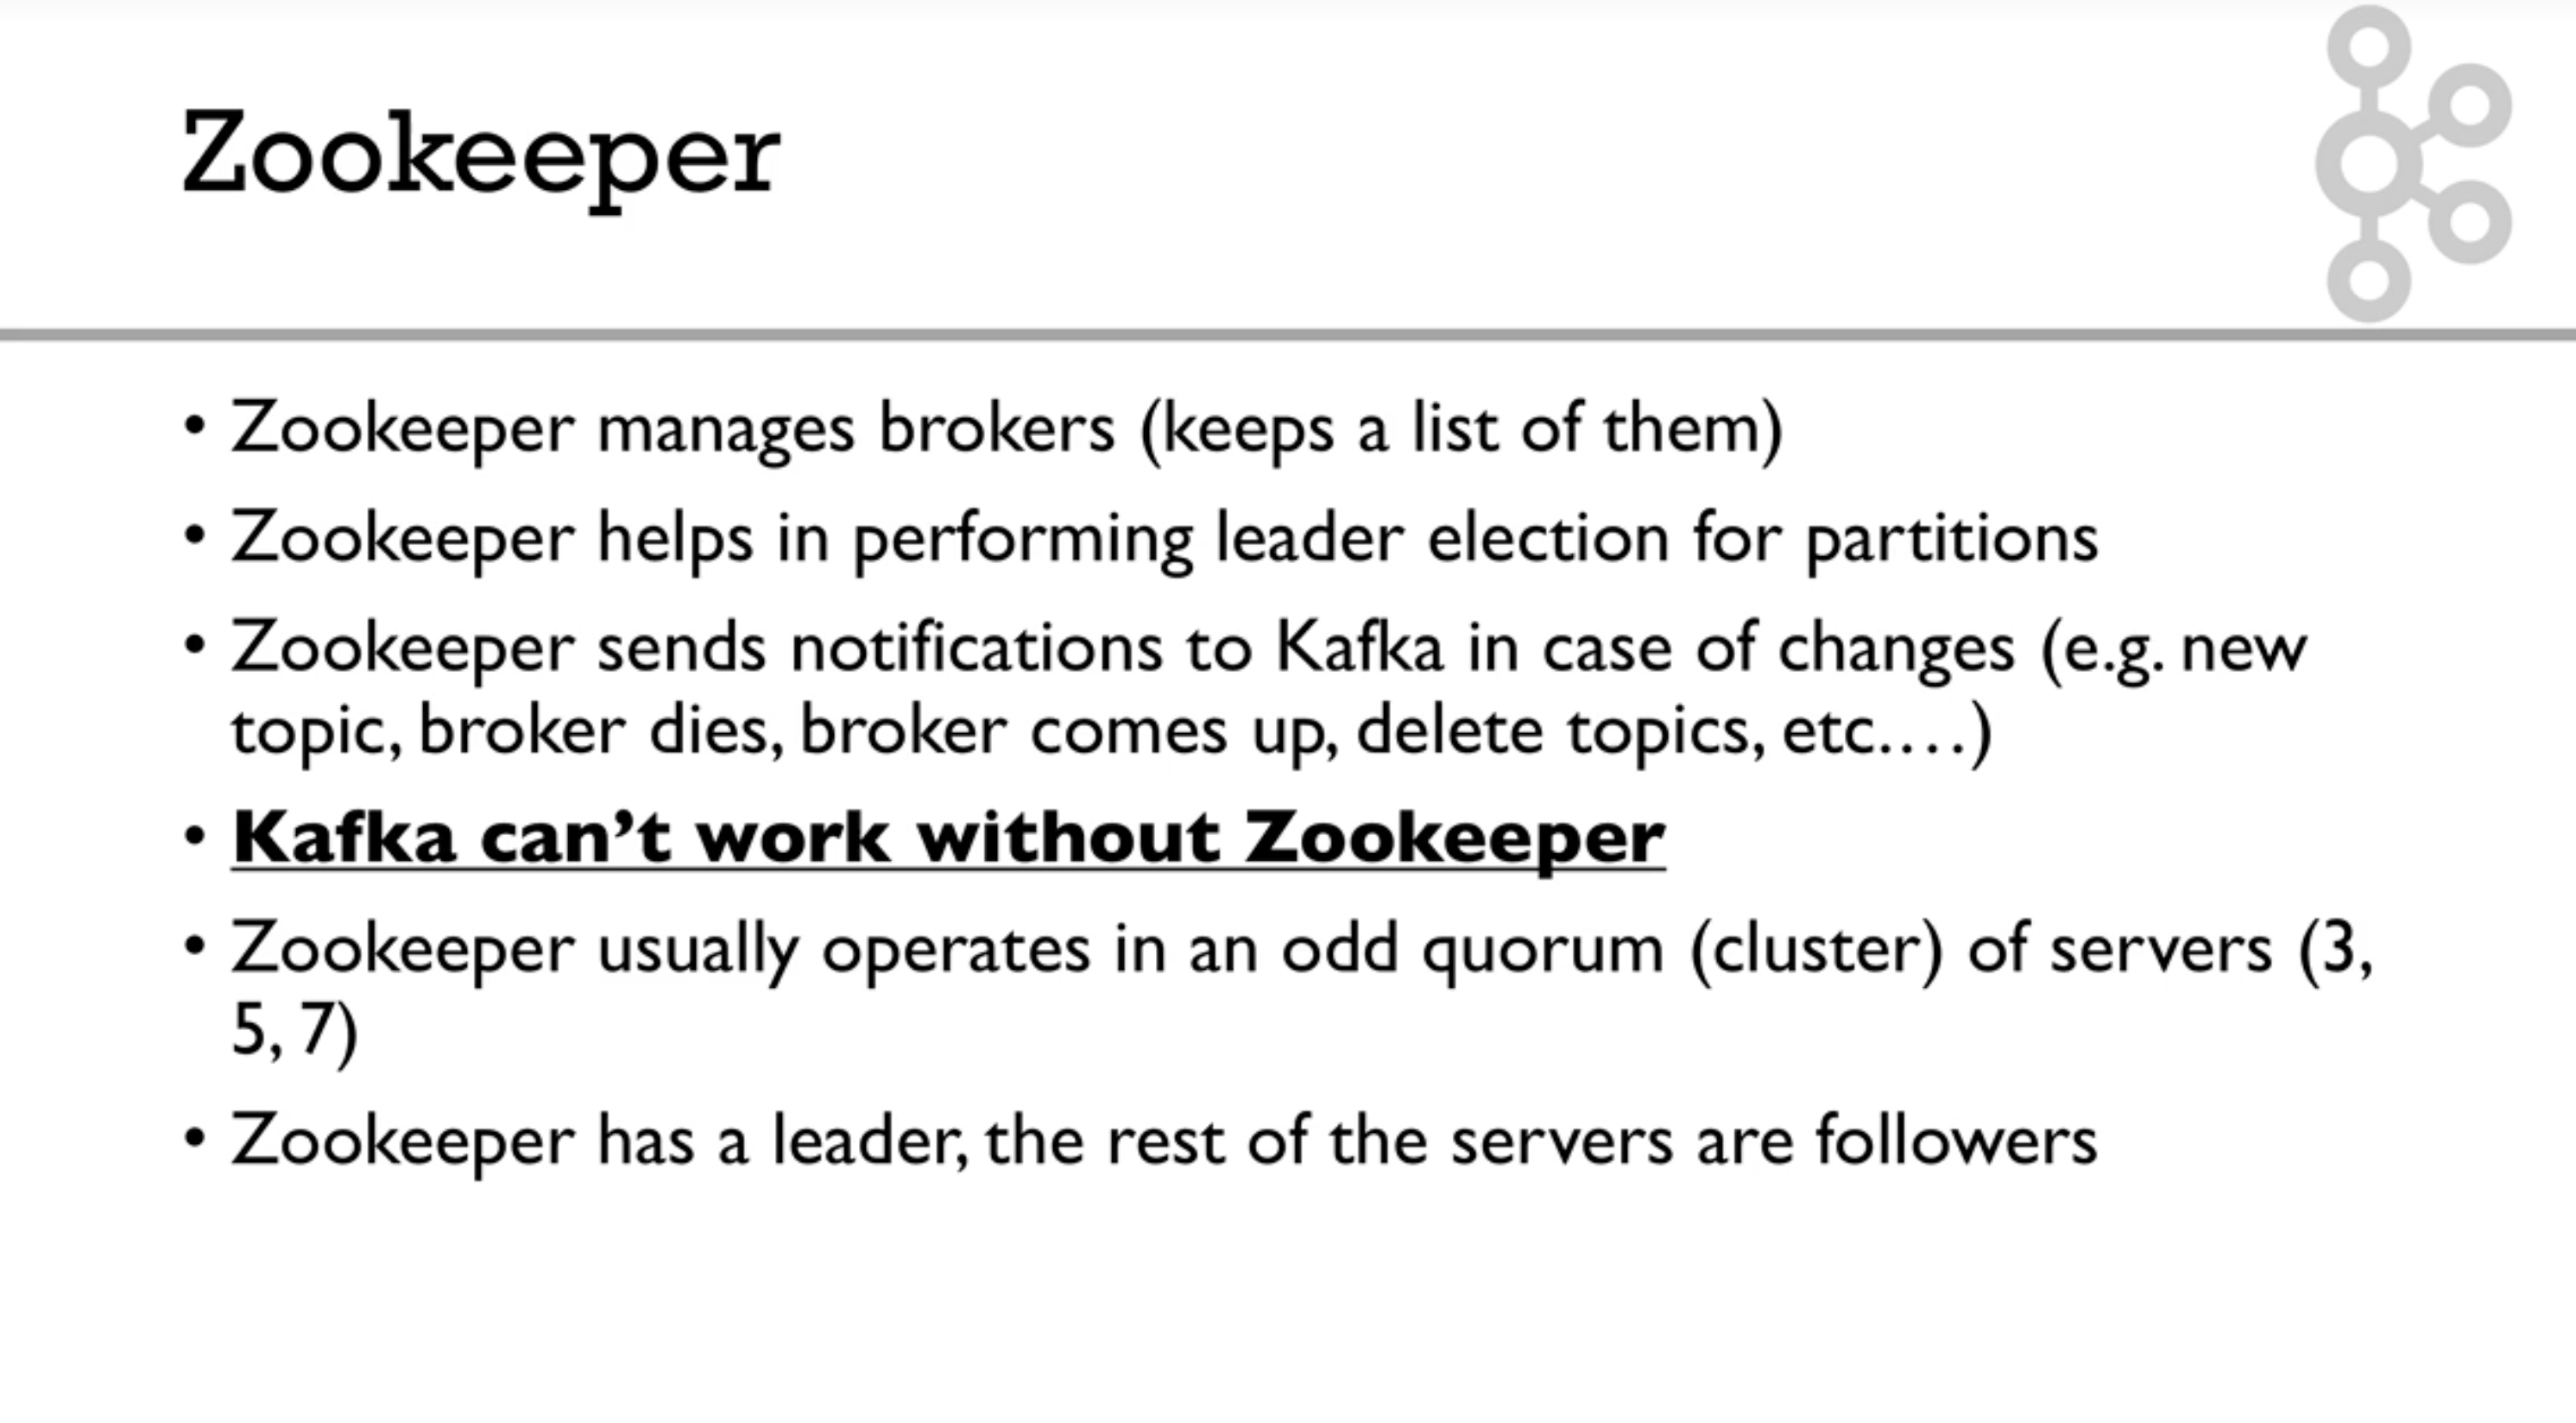 Zookeeper
• Zookeeper manages brokers (keeps a list of them)
• Zookeeper helps in performing leader election for partitions
• Zookeeper sends notifications to Kafka in case of changes (e.g. new
topic, broker dies, broker comes up, delete topics, etc….)
• Kafka can’t work without Zookeeper
• Zookeeper usually operates in an odd quorum (cluster) of servers (3,
5, 7)
• Zookeeper has a leader, the rest of the servers are followers